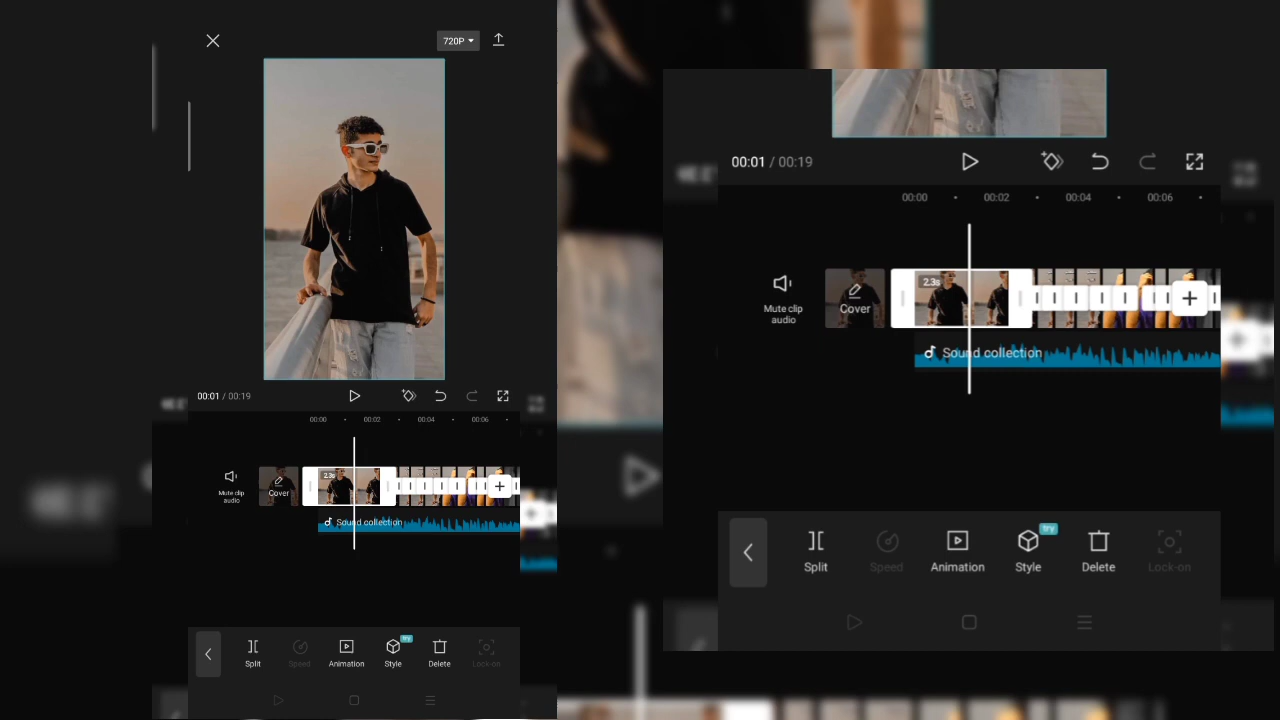 720P
00:01 / 00:19
00:00 00:02 00:04 00:06
2.3s
Mute clip
audio
Cover
Sound collection
try
Split Speed Animation Style Delete Lock-on
00:01 / 00:19
00:00 00:02 00:04 00:06
2.3s
Mute clip
audio
Cover
Sound collection
try
Split Speed Animation Style Delete Lock-on